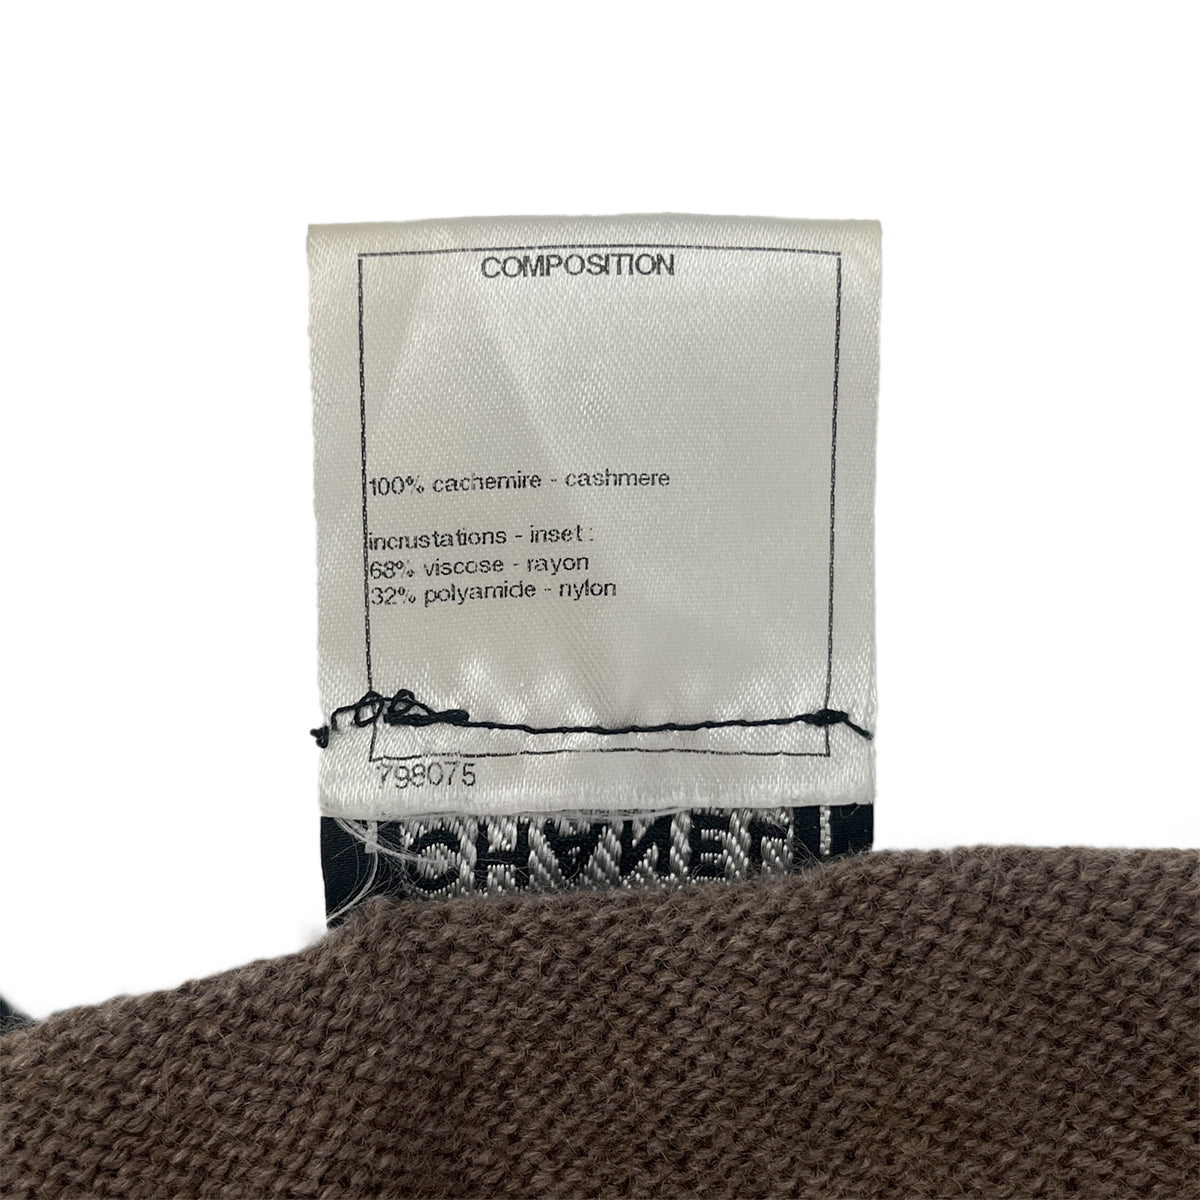 COMPOSITION
100% cachemire - cashmere
incrustations - inset :
68% viscose - rayon
32% polyamide - nylon
798075
CHANEL